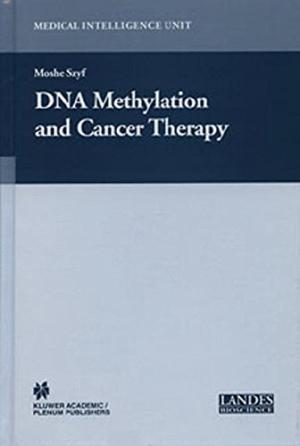 MEDICAL INTELLIGENCE UNIT
Moshe Szyf
DNA Methylation
and Cancer Therapy
KLUWER ACADEMIC /
PLENUM PUBLISHERS
LANDES
BIOSCIENCE